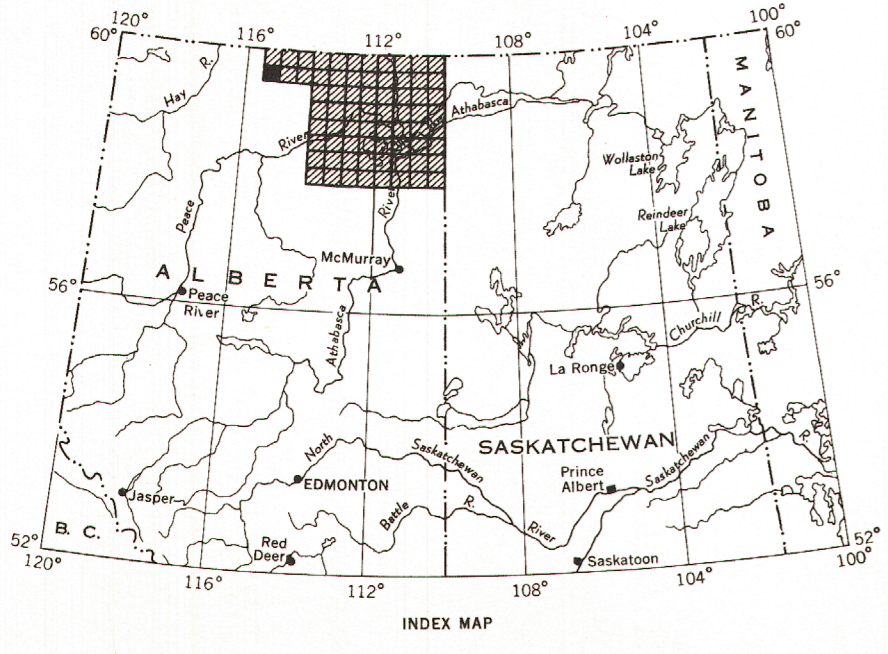 120°
116°
112°
108°
104°
100°
60°
60°
Hay R.
River
Athabasca
MANITOBA
Wollaston
Lake
Peace
River
Reindeer
Lake
McMurray
ALBERTA
56°
56°
Peace
River
Athabasca
Churchill R.
La Ronge
North
Saskatchewan
SASKATCHEWAN
Saskatchewan
R.
Prince
Albert
EDMONTON
Jasper
Battle R.
River
B. C.
Red
Deer
Saskatoon
52°
52°
120°
116°
112°
108°
104°
100°
INDEX MAP